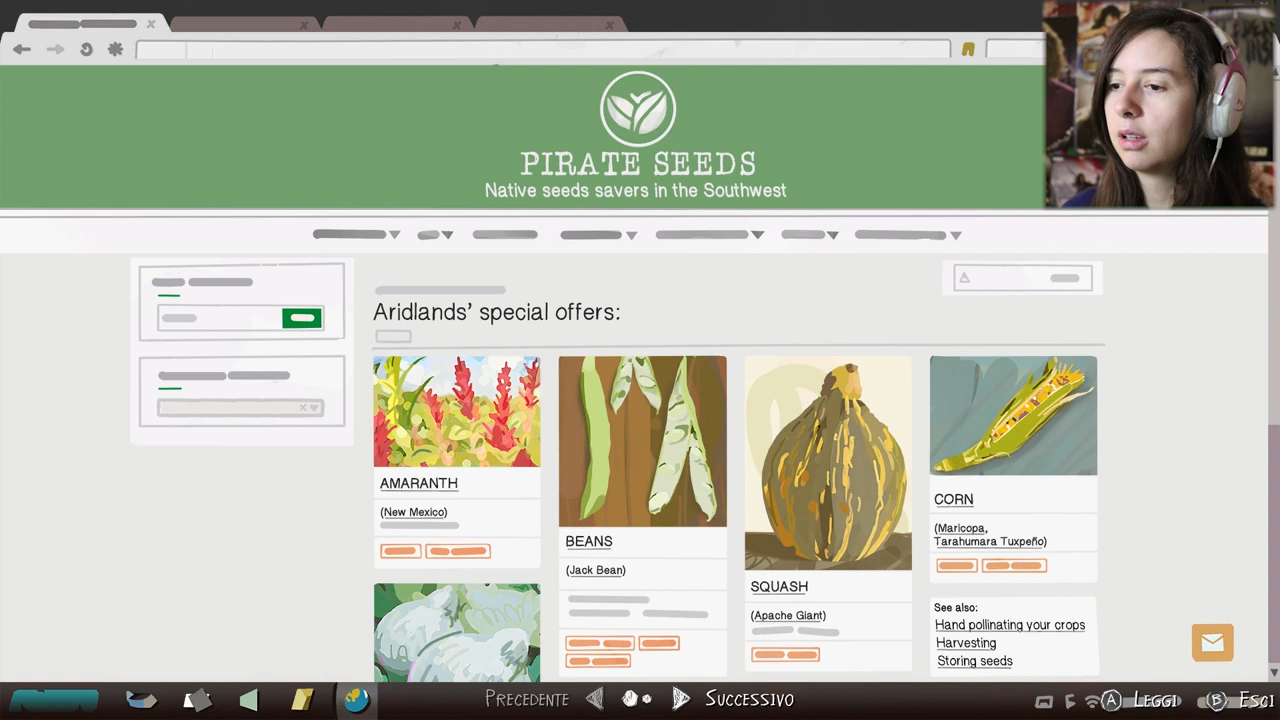 PIRATE SEEDS
Native seeds savers in the Southwest
Aridlands' special offers:
AMARANTH
(New Mexico)
BEANS
(Jack Bean)
SQUASH
(Apache Giant)
CORN
(Maricopa,
Tarahumara Tuxpeño)
See also:
Hand pollinating your crops
Harvesting
Storing seeds
Precedente
Successivo
A Leggi
B Esci